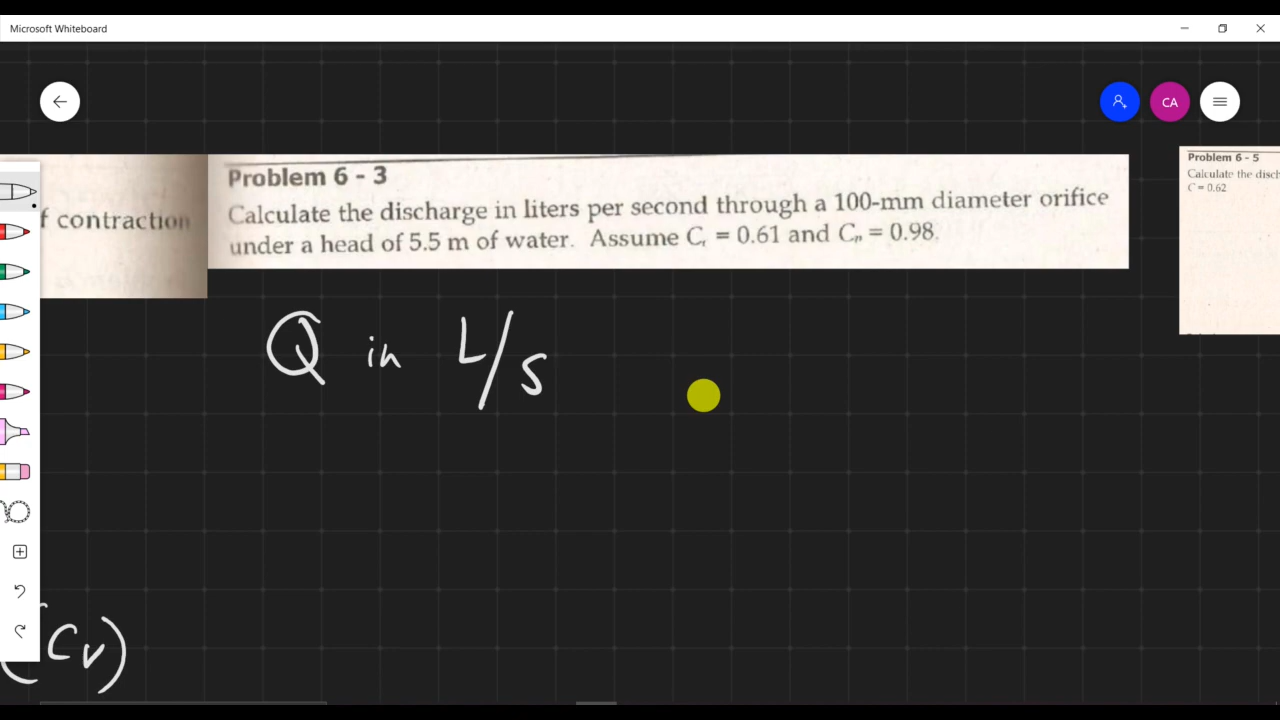 Microsoft Whiteboard
CA
f contraction
Problem 6 - 3
Calculate the discharge in liters per second through a 100-mm diameter orifice
under a head of 5.5 m of water. Assume Cᵣ = 0.61 and Cₙ = 0.98.
Problem 6 - 5
Calculate the disch
C = 0.62
Q in L/s
(Cv)